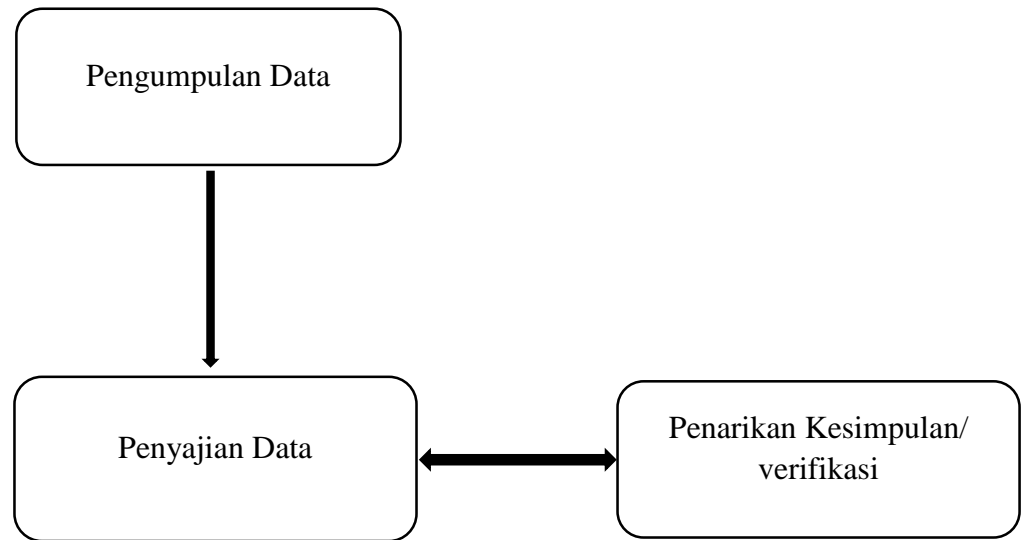 Pengumpulan Data
Penyajian Data
Penarikan Kesimpulan/
verifikasi